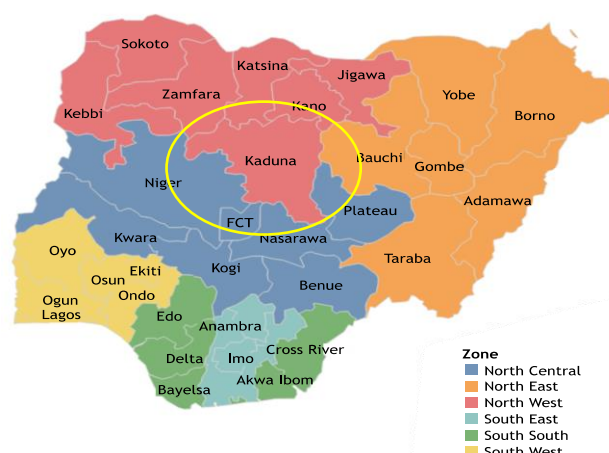 Sokoto
Katsina
Jigawa
Zamfara
Yobe
Kano
Kebbi
Borno
Kaduna
Bauchi
Gombe
Niger
Adamawa
Plateau
FCT
Kwara
Nasarawa
Oyo
Taraba
Kogi
Ekiti
Osun
Benue
Ondo
Ogun
Lagos
Edo
Anambra
Cross River
Delta
Imo
Akwa Ibom
Bayelsa
Zone
North Central
North East
North West
South East
South South
South West